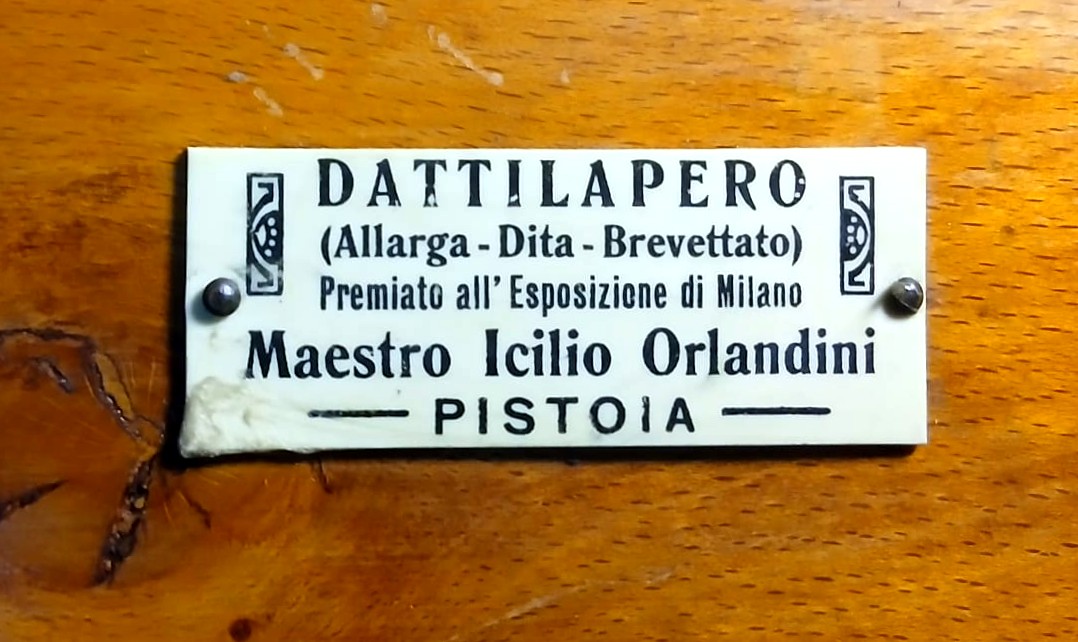 DATTILAPERO
(Allarga - Dita - Brevettato)
Premiato all' Esposizione di Milano
Maestro Icilio Orlandini
PISTOIA